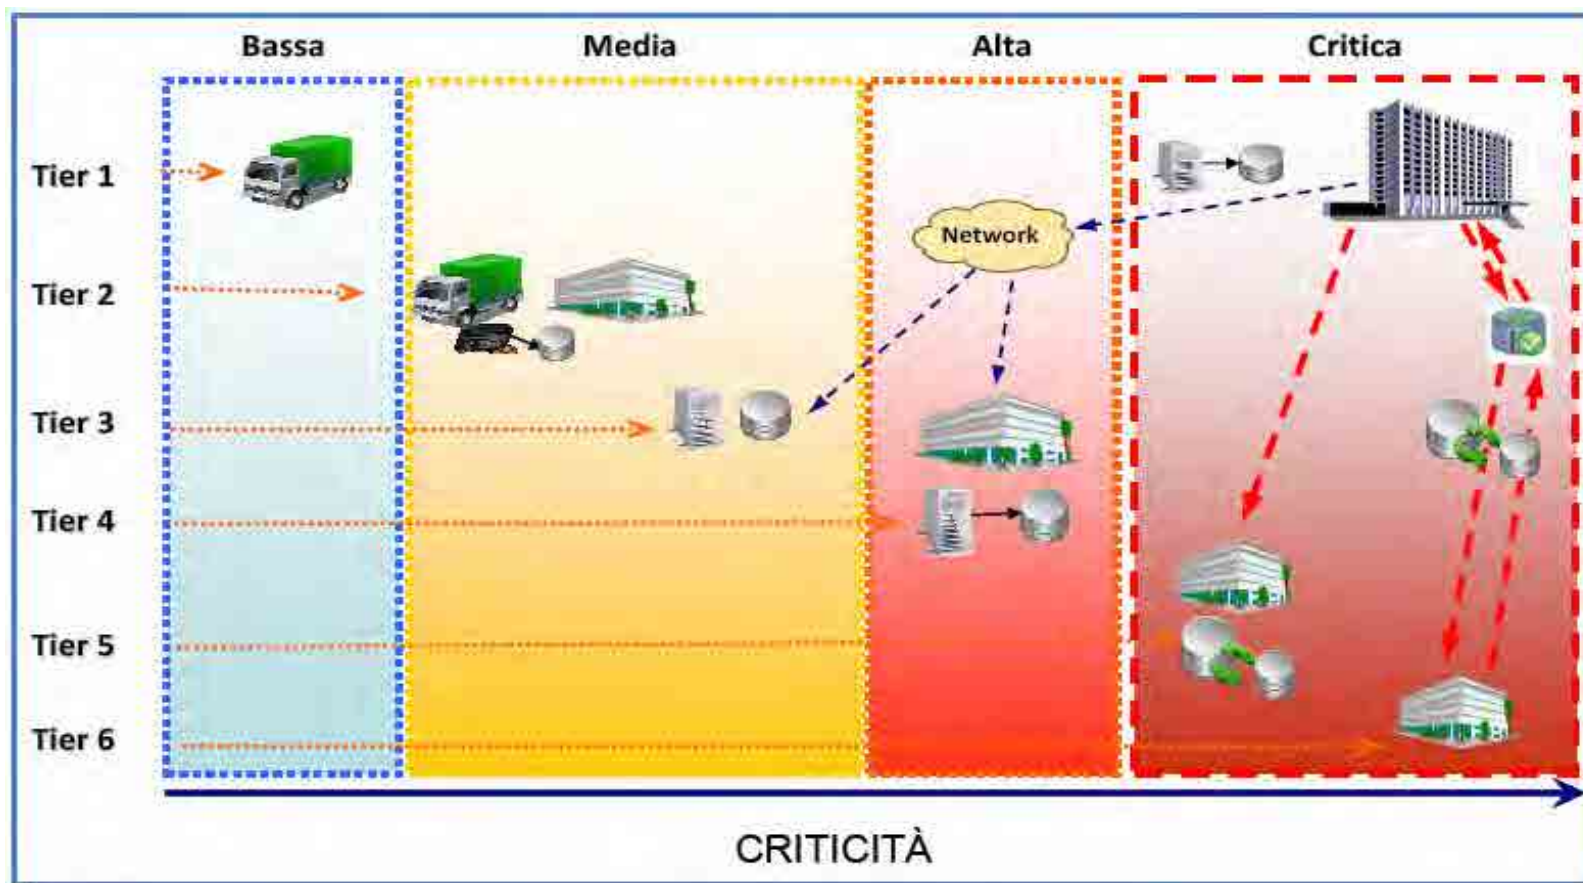 Bassa Media Alta Critica
Tier 1
Network
Tier 2
Tier 3
Tier 4
Tier 5
Tier 6
CRITICITÀ